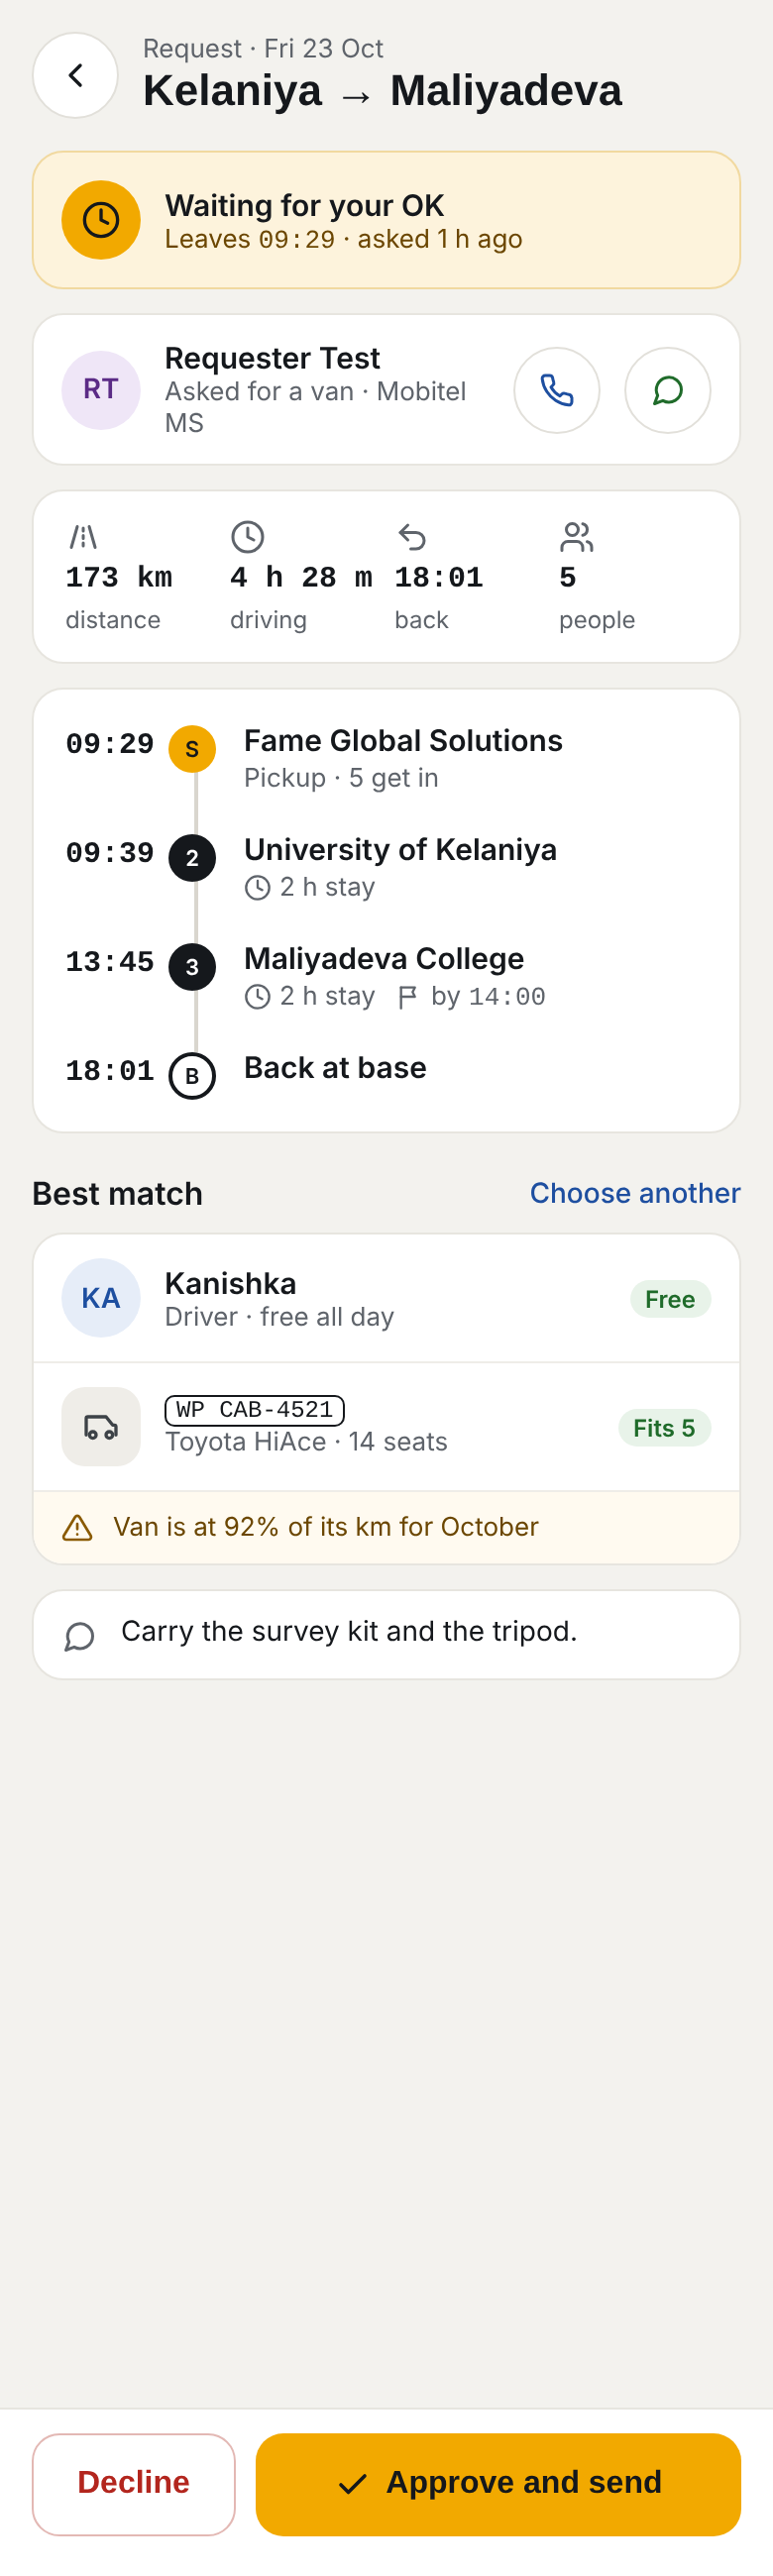 Request · Fri 23 Oct
Kelaniya → Maliyadeva
Waiting for your OK
Leaves 09:29 · asked 1 h ago
RT
Requester Test
Asked for a van · Mobitel
MS
173 km
4 h 28 m
18:01
5
distance
driving
back
people
09:29
S
Fame Global Solutions
Pickup · 5 get in
09:39
2
University of Kelaniya
2 h stay
13:45
3
Maliyadeva College
2 h stay
by 14:00
18:01
B
Back at base
Best match
Choose another
KA
Kanishka
Driver · free all day
Free
WP CAB-4521
Toyota HiAce · 14 seats
Fits 5
Van is at 92% of its km for October
Carry the survey kit and the tripod.
Decline
Approve and send